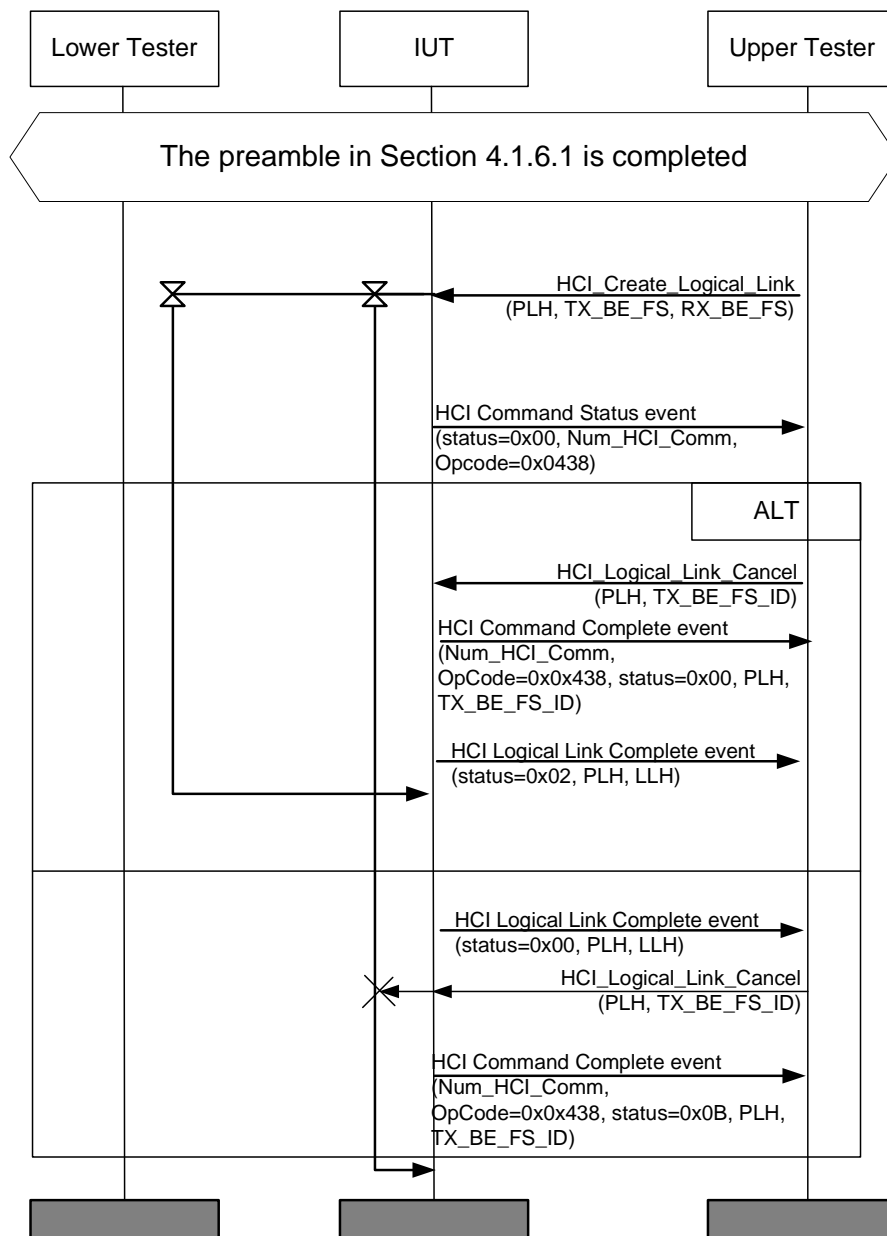 Lower Tester
IUT
Upper Tester
The preamble in Section 4.1.6.1 is completed
HCI_Create_Logical_Link
(PLH, TX_BE_FS, RX_BE_FS)
HCI Command Status event
(status=0x00, Num_HCI_Comm,
Opcode=0x0438)
ALT
HCI_Logical_Link_Cancel
(PLH, TX_BE_FS_ID)
HCI Command Complete event
(Num_HCI_Comm,
OpCode=0x0x438, status=0x00, PLH,
TX_BE_FS_ID)
HCI Logical Link Complete event
(status=0x02, PLH, LLH)
HCI Logical Link Complete event
(status=0x00, PLH, LLH)
HCI_Logical_Link_Cancel
(PLH, TX_BE_FS_ID)
HCI Command Complete event
(Num_HCI_Comm,
OpCode=0x0x438, status=0x0B, PLH,
TX_BE_FS_ID)